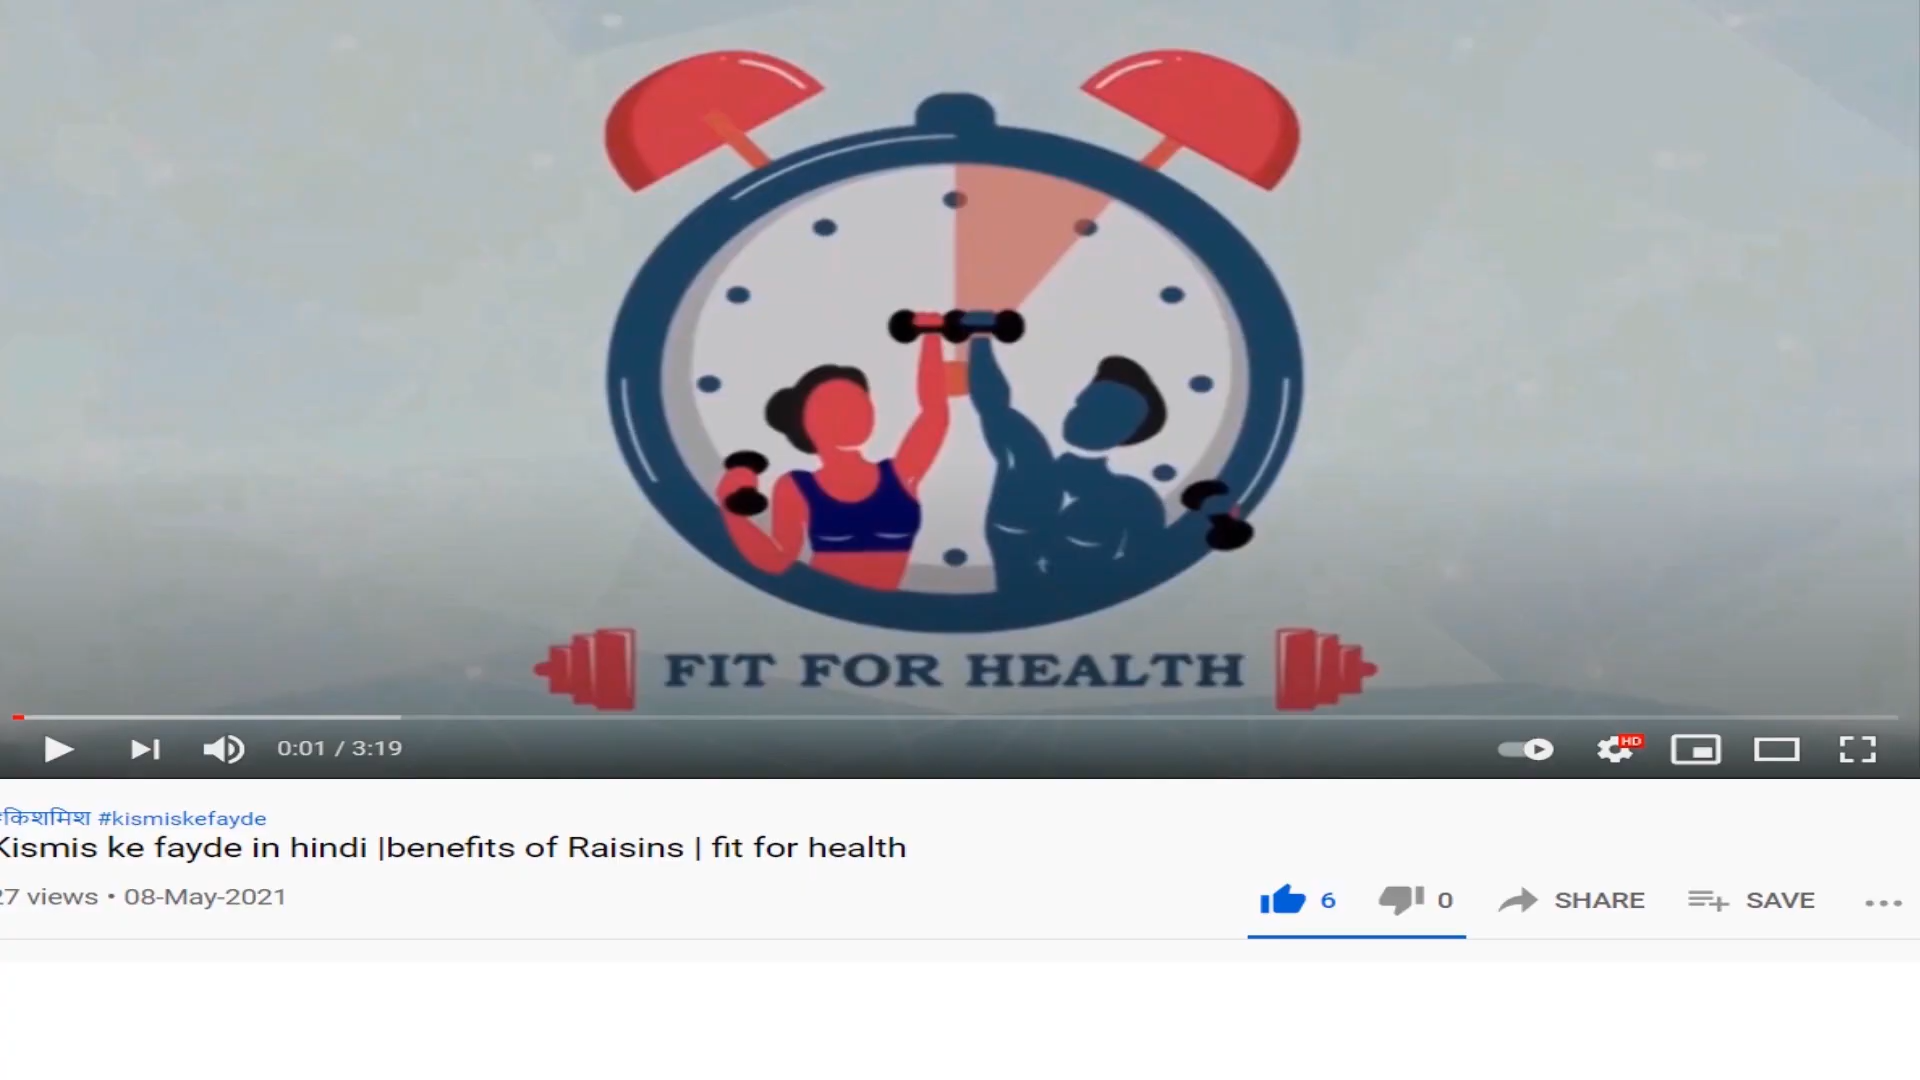 FIT FOR HEALTH
0:01 / 3:19
HD
#किशमिश #kismiskefayde
Kismis ke fayde in hindi |benefits of Raisins | fit for health
27 views • 08-May-2021
6 0 SHARE SAVE